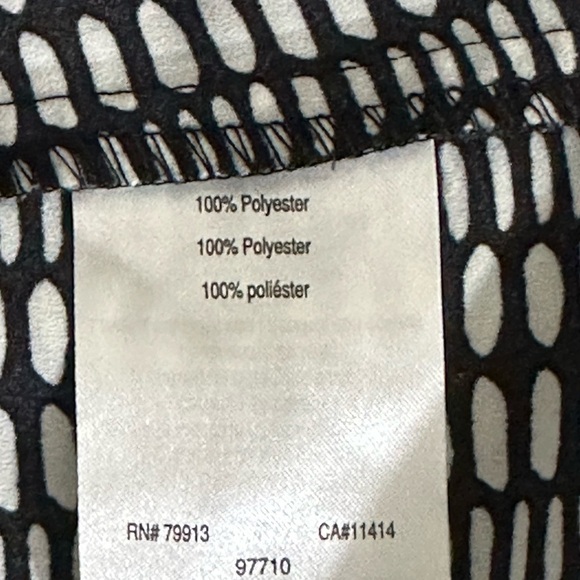 100% Polyester
100% Polyester
100% poliéster
RN# 79913 CA#11414
97710